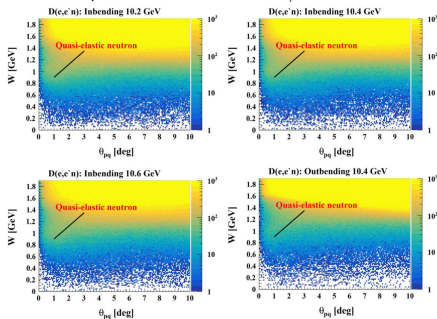 D(e,e`n): Inbending 10.2 GeV
Quasi-elastic neutron
W [GeV]
1.8
1.6
1.4
1.2
1
0.8
0.6
0.4
0.2
0
0 1 2 3 4 5 6 7 8 9 10
θpq [deg]
10³
10²
10
1
D(e,e`n): Inbending 10.4 GeV
Quasi-elastic neutron
W [GeV]
1.8
1.6
1.4
1.2
1
0.8
0.6
0.4
0.2
0
0 1 2 3 4 5 6 7 8 9 10
θpq [deg]
10³
10²
10
1
D(e,e`n): Inbending 10.6 GeV
Quasi-elastic neutron
W [GeV]
1.8
1.6
1.4
1.2
1
0.8
0.6
0.4
0.2
0
0 1 2 3 4 5 6 7 8 9 10
θpq [deg]
10³
10²
10
1
D(e,e`n): Outbending 10.4 GeV
Quasi-elastic neutron
W [GeV]
1.8
1.6
1.4
1.2
1
0.8
0.6
0.4
0.2
0
0 1 2 3 4 5 6 7 8 9 10
θpq [deg]
10³
10²
10
1